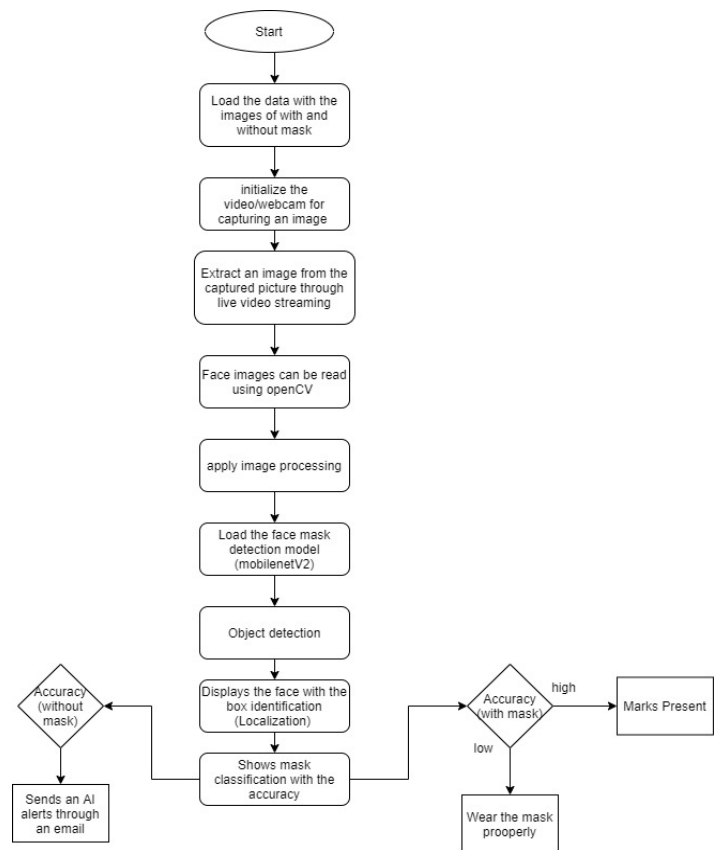 Start
Load the data with the
images of with and
without mask
initialize the
video/webcam for
capturing an image
Extract an image from the
captured picture through
live video streaming
Face images can be read
using openCV
apply image processing
Load the face mask
detection model
(mobilenetV2)
Object detection
Displays the face with the
box identification
(Localization)
Shows mask
classification with the
accuracy
Accuracy
(without
mask)
Sends an AI
alerts through
an email
Accuracy
(with mask)
high
Marks Present
low
Wear the mask
prooperly